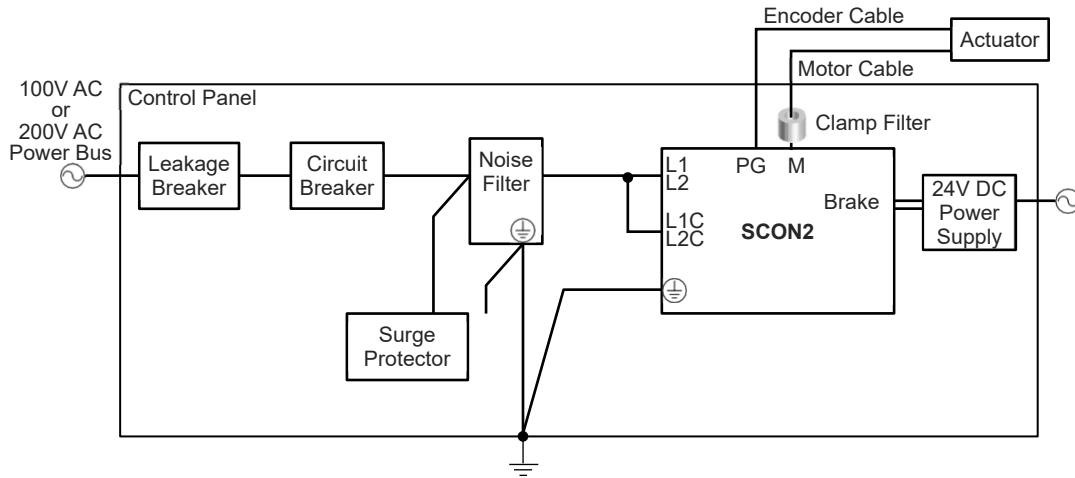 Encoder Cable
Actuator
Motor Cable
100V AC
or
200V AC
Power Bus
Control Panel
Clamp Filter
Leakage
Breaker
Circuit
Breaker
Noise
Filter
L1
L2
PG M
L1C
L2C
SCON2
Brake
24V DC
Power
Supply
Surge
Protector